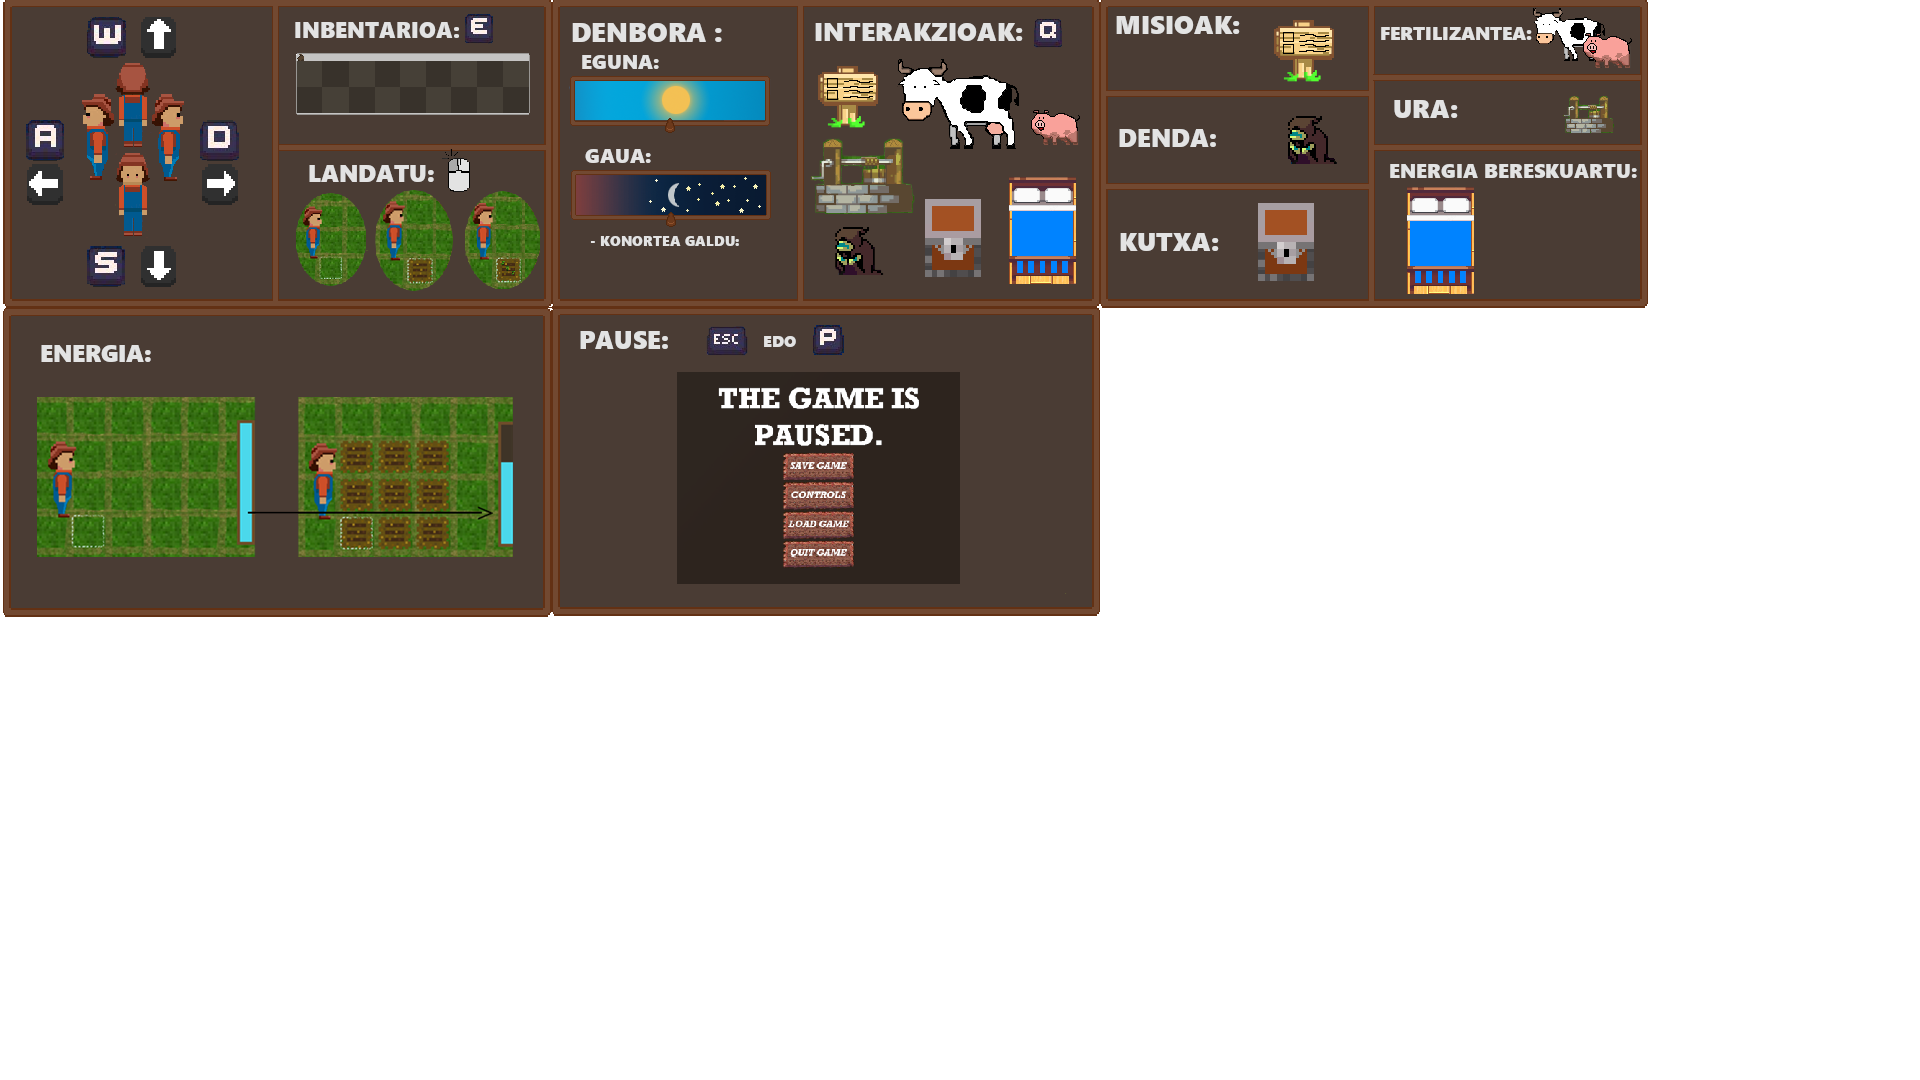 W
A
D
S
INBENTARIOA: E
LANDATU:
DENBORA :
EGUNA:
GAUA:
- KONORTEA GALDU:
INTERAKZIOAK: Q
MISIOAK:
DENDA:
KUTXA:
FERTILIZANTEA:
URA:
ENERGIA BERESKUARTU:
ENERGIA:
PAUSE: ESC EDO P
THE GAME IS
PAUSED.
SAVE GAME
CONTROLS
LOAD GAME
QUIT GAME